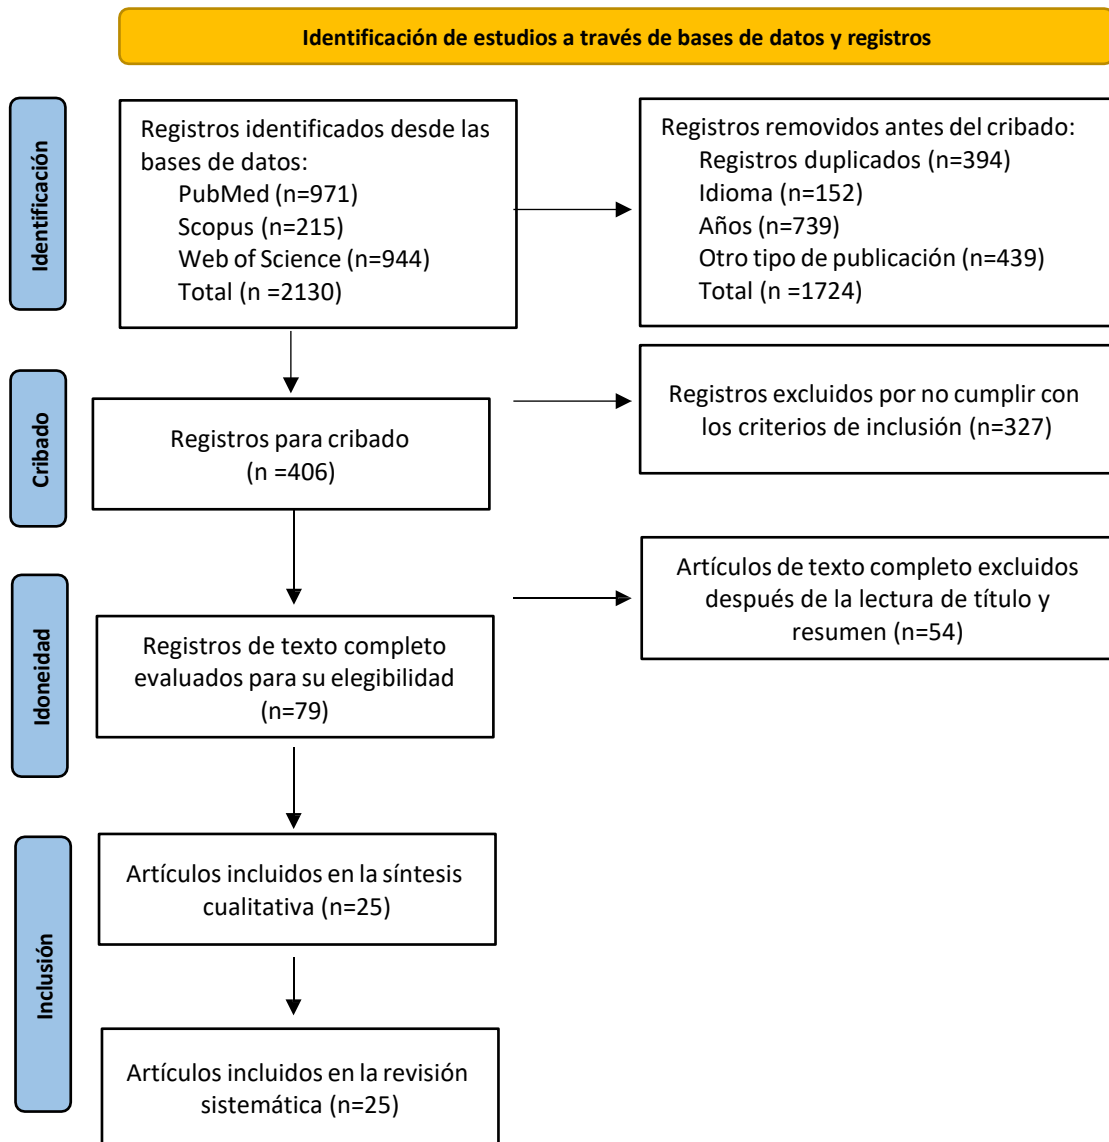 Identificación de estudios a través de bases de datos y registros
Identificación
Registros identificados desde las
bases de datos:
PubMed (n=971)
Scopus (n=215)
Web of Science (n=944)
Total (n =2130)
Registros removidos antes del cribado:
Registros duplicados (n=394)
Idioma (n=152)
Años (n=739)
Otro tipo de publicación (n=439)
Total (n =1724)
Cribado
Registros para cribado
(n =406)
Registros excluidos por no cumplir con
los criterios de inclusión (n=327)
Idoneidad
Registros de texto completo
evaluados para su elegibilidad
(n=79)
Artículos de texto completo excluidos
después de la lectura de título y
resumen (n=54)
Inclusión
Artículos incluidos en la síntesis
cualitativa (n=25)
Artículos incluidos en la revisión
sistemática (n=25)